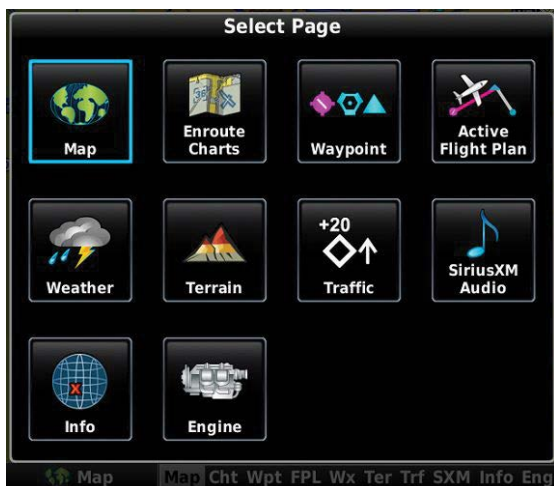 Select Page
Map
Enroute
Charts
Waypoint
Active
Flight Plan
Weather
Terrain
+20
Traffic
SiriusXM
Audio
X
Info
Engine
Map Map Cht Wpt FPL Wx Ter Trf SXM Info Eng